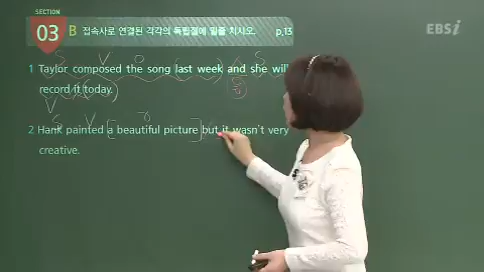 SECTION
03 B 접속사로 연결된 각각의 독립절에 밑줄 치시오. p.13
EBSi
S V O S
1 Taylor composed the song last week and she will
record it today.
V
S V O
2 Hank painted a beautiful picture but it wasn't very
creative.